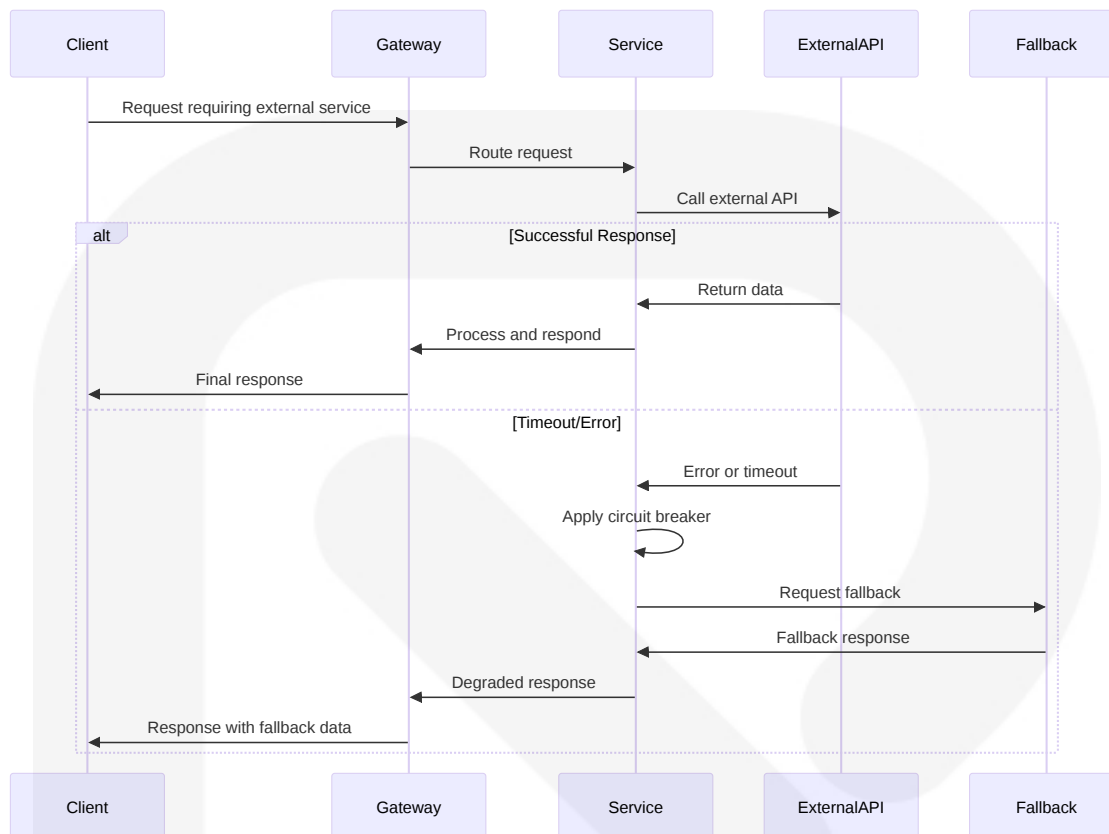 Client Gateway Service ExternalAPI Fallback
Request requiring external service
Route request
Call external API
alt [Successful Response]
Return data
Process and respond
Final response
[Timeout/Error]
Error or timeout
Apply circuit breaker
Request fallback
Fallback response
Degraded response
Response with fallback data
Client Gateway Service ExternalAPI Fallback